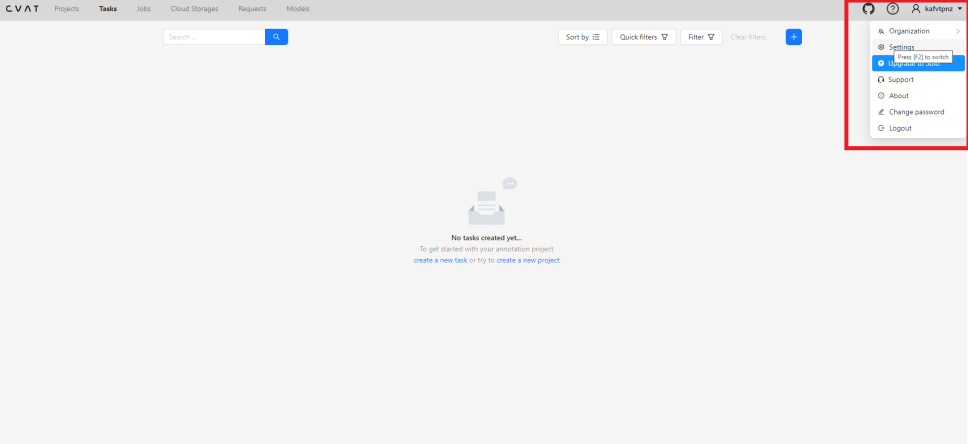 CVAT Projects Tasks Jobs Cloud Storages Requests Models kafvtpnz
Search ... Sort by Quick filters Filter Clear filters
Organization
Settings
Press [F2] to switch
Upgrade to Solo
Support
About
Change password
Logout
No tasks created yet...
To get started with your annotation project
create a new task or try to create a new project